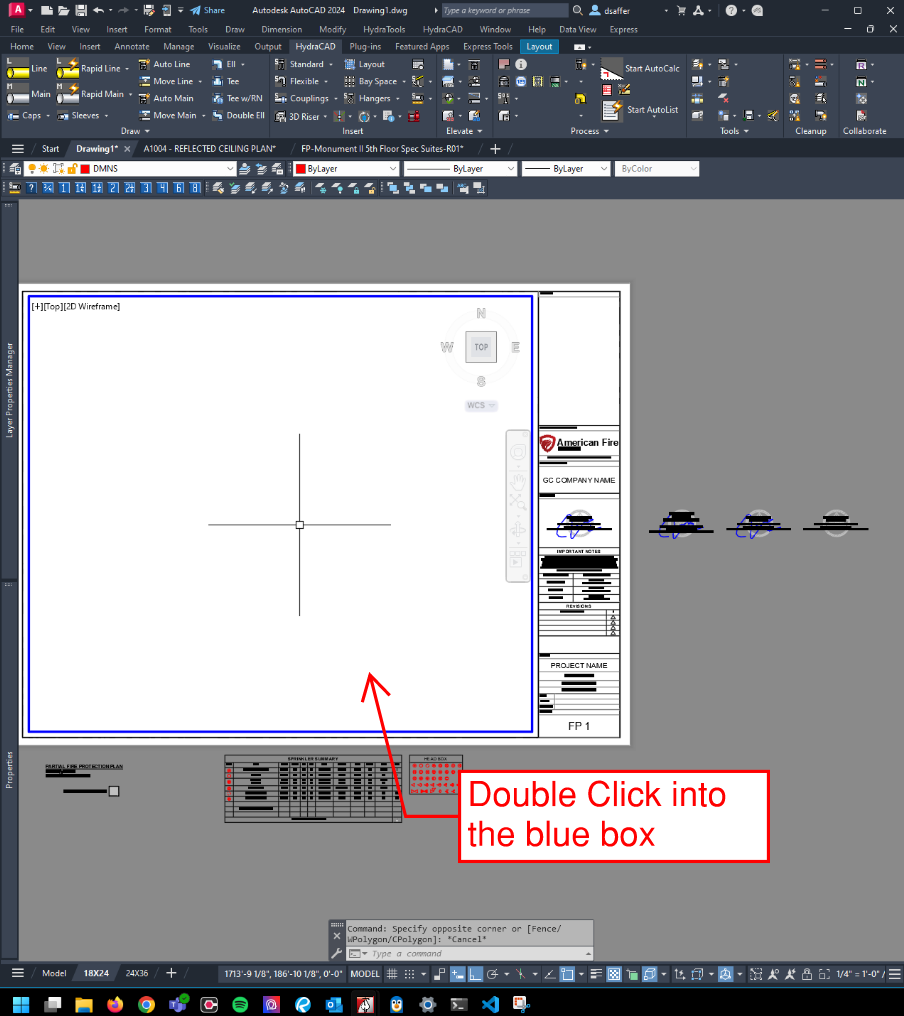 Share Autodesk AutoCAD 2024 Drawing1.dwg Type a keyword or phrase dsaffer
File Edit View Insert Format Tools Draw Dimension Modify HydraTools HydraCAD Window Help Data View Express
Home View Insert Annotate Manage Visualize Output HydraCAD Plug-ins Featured Apps Express Tools Layout
Line Rapid Line Auto Line Ell Standard Layout Start AutoCalc
Move Line Tee Flexible Bay Space
Main Rapid Main Auto Main Tee w/RN Couplings Hangers Start AutoList
Caps Sleeves Move Main Double Ell 3D Riser
Draw Insert Elevate Process Tools Cleanup Collaborate
Start Drawing1* A1004 - REFLECTED CEILING PLAN* FP-Monument II 5th Floor Spec Suites-R01*
DMNS ByLayer ByLayer ByLayer ByColor
Layer Properties Manager
Properties
[+][Top][2D Wireframe]
N
W TOP E
S
WCS
American Fire
GC COMPANY NAME
IMPORTANT NOTES
REVISIONS
PROJECT NAME
FP 1
PARTIAL FIRE PROTECTION PLAN
SPRINKLER SUMMARY
HEAD BOX
Double Click into
the blue box
Command: Specify opposite corner or [Fence/
WPolygon/CPolygon]: *Cancel*
Type a command
Model 18X24 24X36 + 1713'-9 1/8", 186'-10 1/8", 0'-0" MODEL 1/4" = 1'-0"